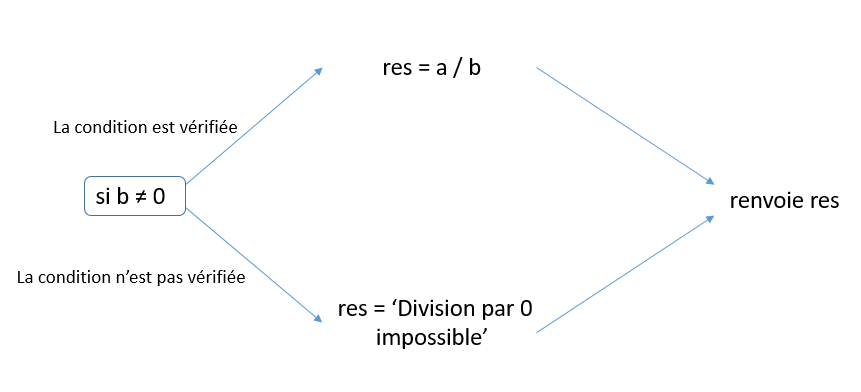 res = a / b
La condition est vérifiée
si b ≠ 0
renvoie res
La condition n’est pas vérifiée
res = ‘Division par 0
impossible’